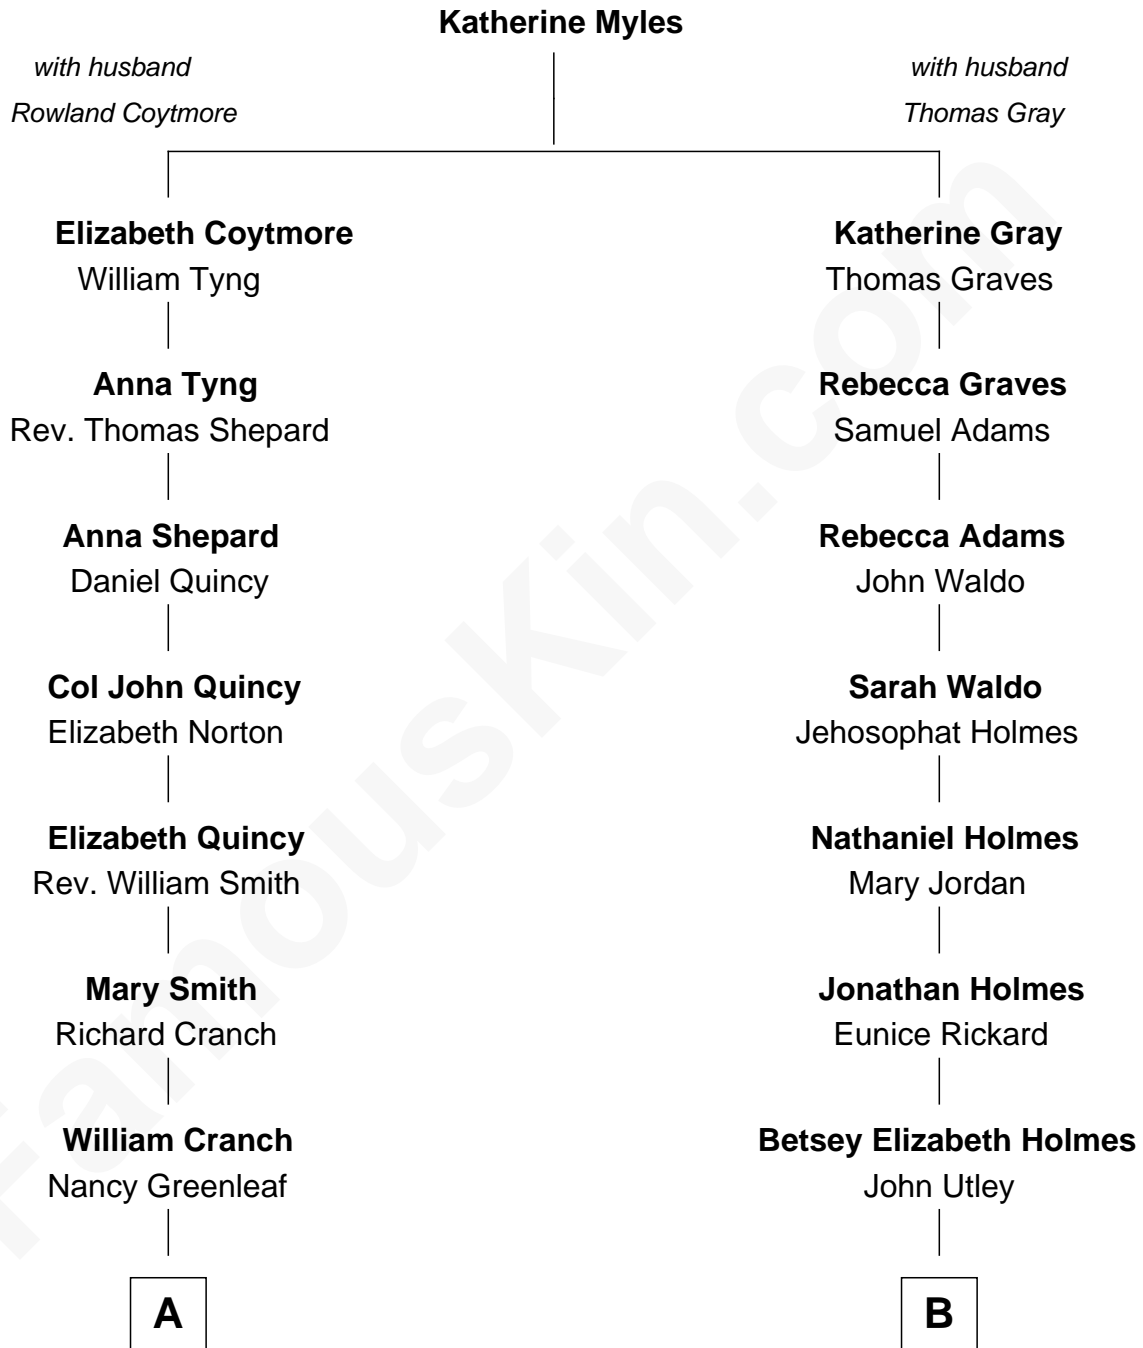 Katherine Myles
with husband
Rowland Coytmore
with husband
Thomas Gray
Elizabeth Coytmore
William Tyng
Katherine Gray
Thomas Graves
Anna Tyng
Rev. Thomas Shepard
Rebecca Graves
Samuel Adams
Anna Shepard
Daniel Quincy
Rebecca Adams
John Waldo
Col John Quincy
Elizabeth Norton
Sarah Waldo
Jehosophat Holmes
Elizabeth Quincy
Rev. William Smith
Nathaniel Holmes
Mary Jordan
Mary Smith
Richard Cranch
Jonathan Holmes
Eunice Rickard
William Cranch
Nancy Greenleaf
Betsey Elizabeth Holmes
John Utley
A
B
FamousKin.com